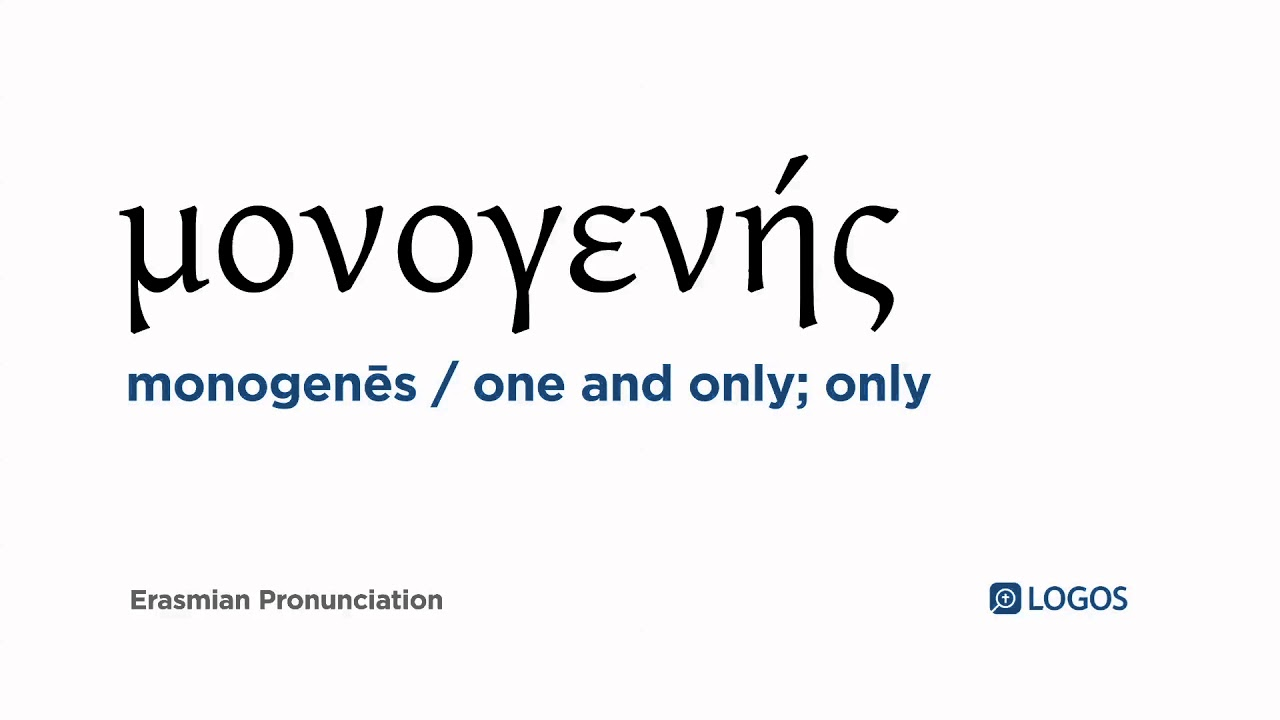 μονογενής
monogenēs / one and only; only
Erasmian Pronunciation
LOGOS